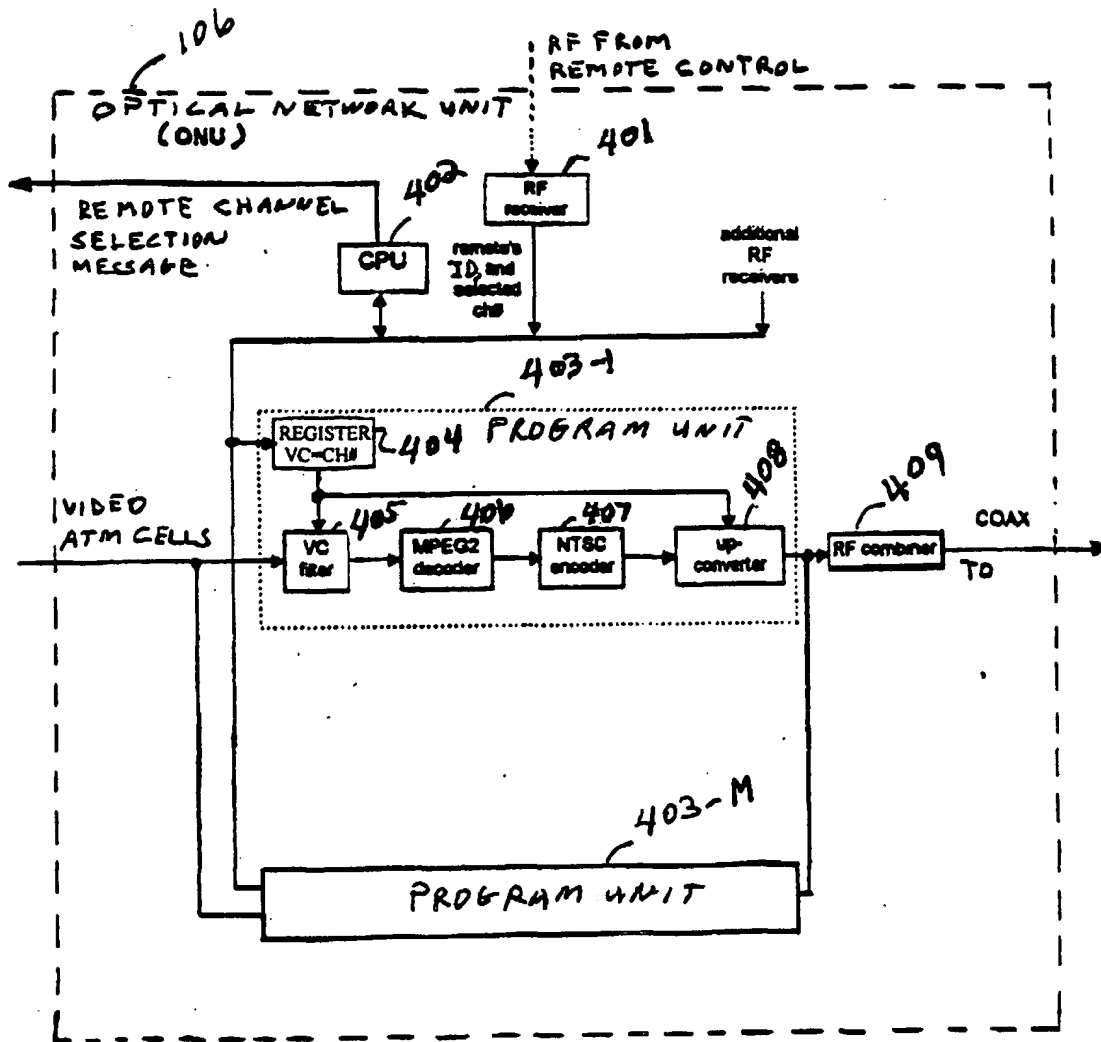 106
RF FROM
REMOTE CONTROL
OPTICAL NETWORK UNIT
(ONU)
401
402
RF
receiver
REMOTE CHANNEL
SELECTION
MESSAGE
CPU
remote's
ID, and
selected
ch#
additional
RF
receivers
403-1
REGISTER
VC=CH#
404
PROGRAM UNIT
408
409
VIDEO
ATM CELLS
405
406
407
COAX
VC
filter
MPEG2
decoder
NTSC
encoder
up-
converter
RF combiner
TO
403-M
PROGRAM UNIT